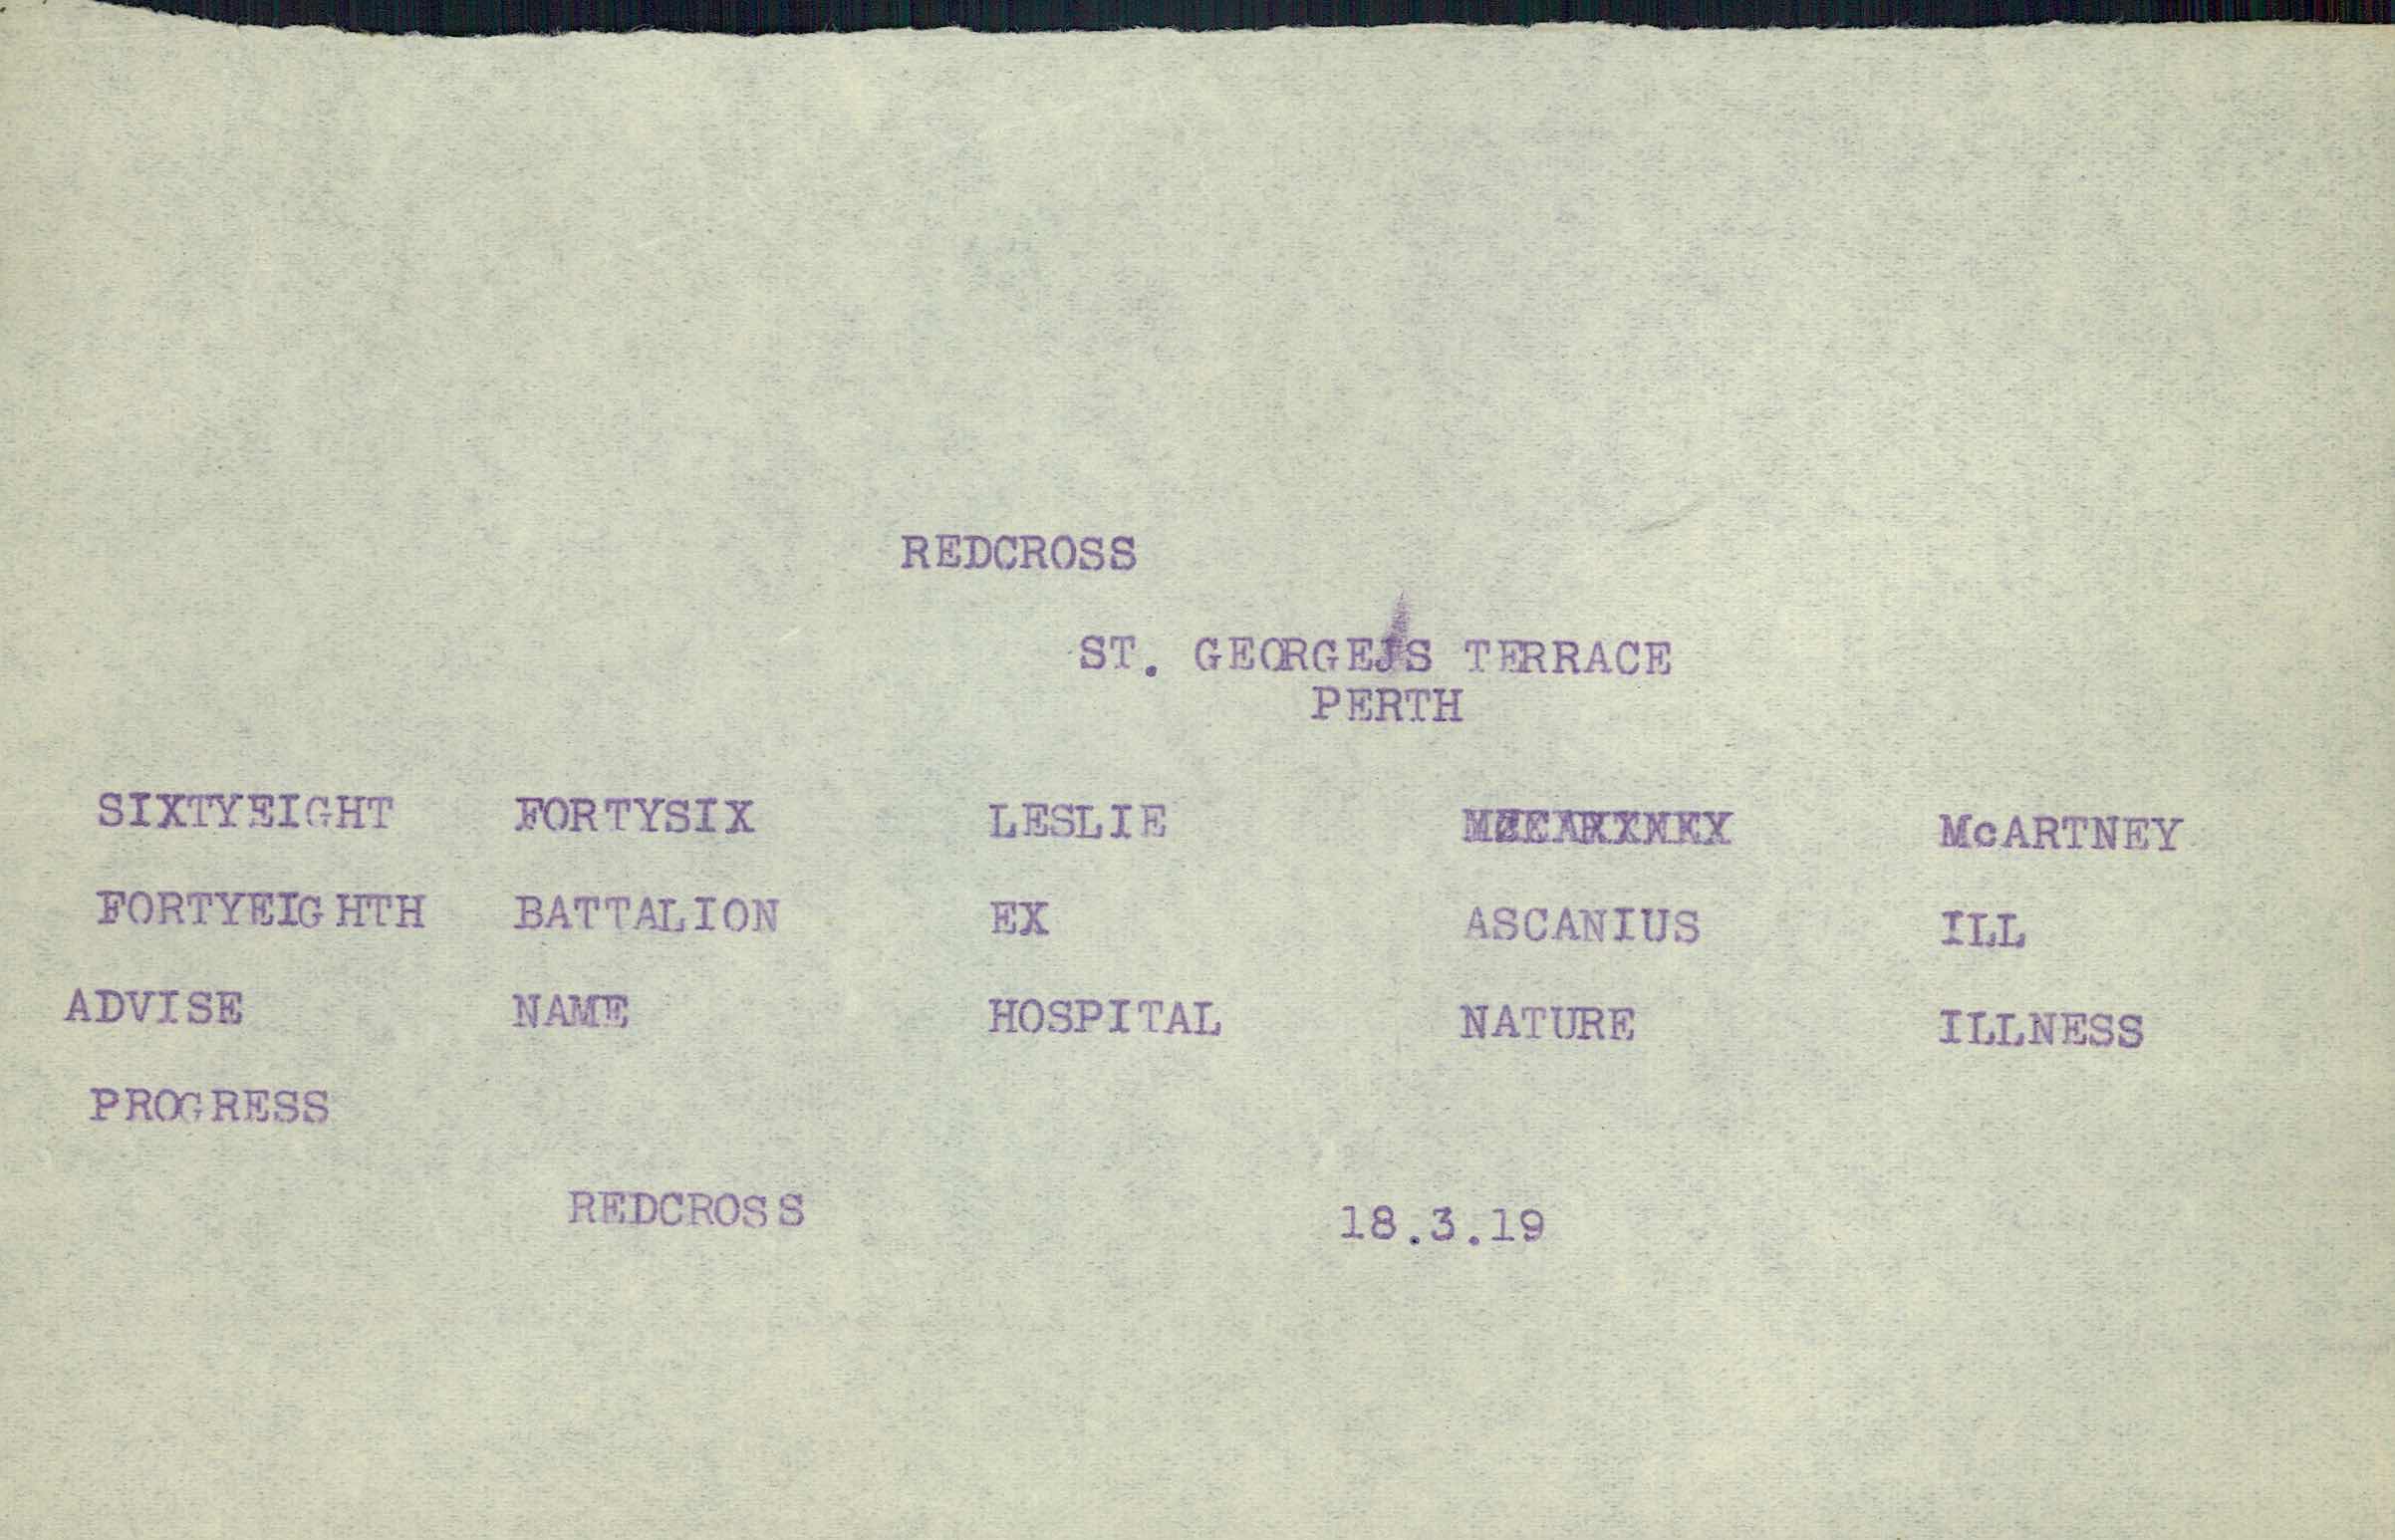 REDCROSS
ST. GEORGE'S TERRACE
PERTH
SIXTYEIGHT FORTYSIX LESLIE McARTNEY
FORTYEIGHTH BATTALION EX ASCANIUS ILL
ADVISE NAME HOSPITAL NATURE ILLNESS
PROGRESS
REDCROSS 18.3.19